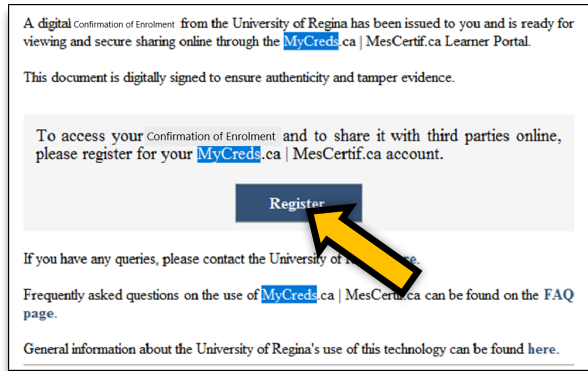 A digital Confirmation of Enrolment from the University of Regina has been issued to you and is ready for
viewing and secure sharing online through the MyCreds.ca | MesCertif.ca Learner Portal.
This document is digitally signed to ensure authenticity and tamper evidence.
To access your Confirmation of Enrolment and to share it with third parties online,
please register for your MyCreds.ca | MesCertif.ca account.
Register
If you have any queries, please contact the University of
Frequently asked questions on the use of MyCreds.ca | MesCertif.ca can be found on the FAQ
page.
General information about the University of Regina's use of this technology can be found here.